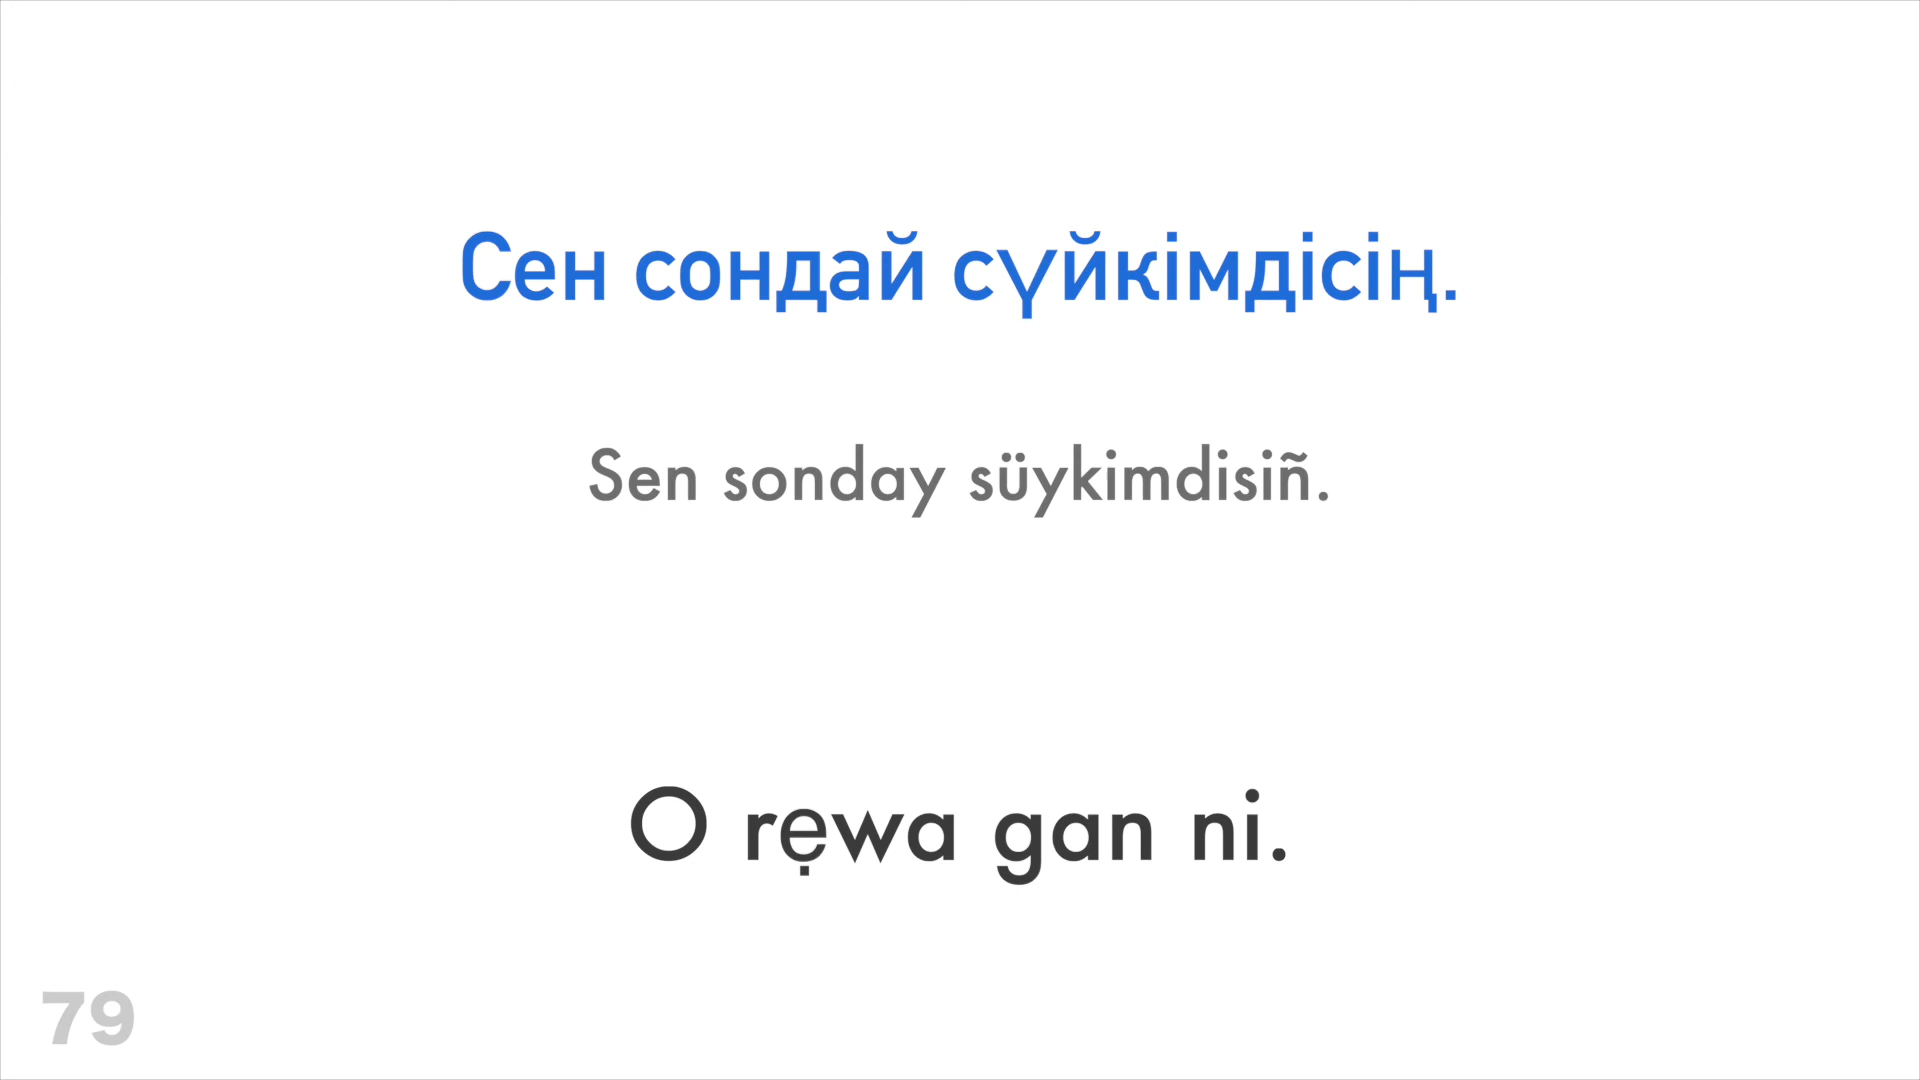 Сен сондай сүйкімдісің.
Sen sonday süykimdisiñ.
O rẹwa gan ni.
79